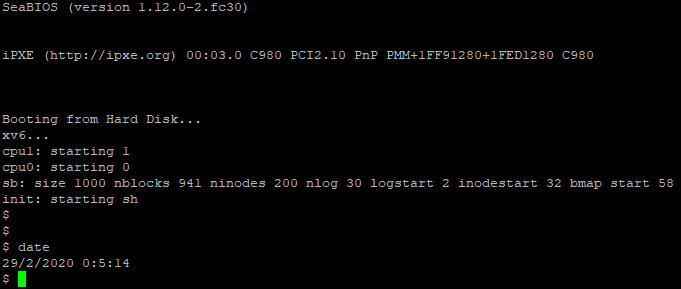 SeaBIOS (version 1.12.0-2.fc30)
iPXE (http://ipxe.org) 00:03.0 C980 PCI2.10 PnP PMM+1FF91280+1FED1280 C980
Booting from Hard Disk...
xv6...
cpu1: starting 1
cpu0: starting 0
sb: size 1000 nblocks 941 ninodes 200 nlog 30 logstart 2 inodestart 32 bmap start 58
init: starting sh
$
$
$ date
29/2/2020 0:5:14
$